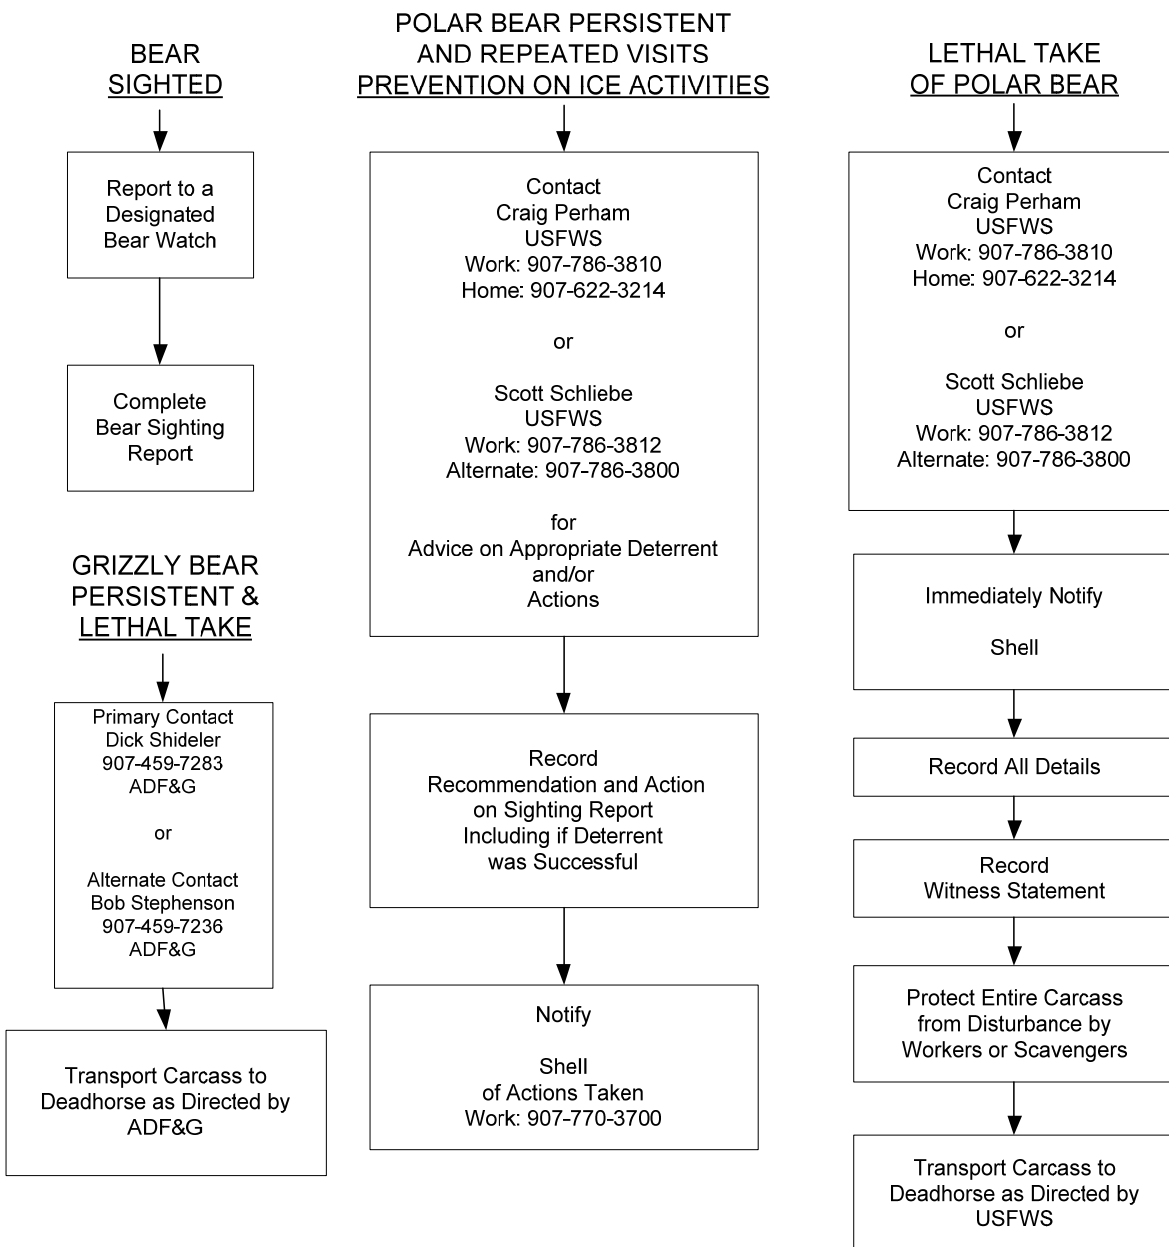 BEAR
SIGHTED
Report to a
Designated
Bear Watch
Complete
Bear Sighting
Report
GRIZZLY BEAR
PERSISTENT &
LETHAL TAKE
Primary Contact
Dick Shideler
907-459-7283
ADF&G
or
Alternate Contact
Bob Stephenson
907-459-7236
ADF&G
Transport Carcass to
Deadhorse as Directed by
ADF&G
POLAR BEAR PERSISTENT
AND REPEATED VISITS
PREVENTION ON ICE ACTIVITIES
Contact
Craig Perham
USFWS
Work: 907-786-3810
Home: 907-622-3214
or
Scott Schliebe
USFWS
Work: 907-786-3812
Alternate: 907-786-3800
for
Advice on Appropriate Deterrent
and/or
Actions
Record
Recommendation and Action
on Sighting Report
Including if Deterrent
was Successful
Notify
Shell
of Actions Taken
Work: 907-770-3700
LETHAL TAKE
OF POLAR BEAR
Contact
Craig Perham
USFWS
Work: 907-786-3810
Home: 907-622-3214
or
Scott Schliebe
USFWS
Work: 907-786-3812
Alternate: 907-786-3800
Immediately Notify
Shell
Record All Details
Record
Witness Statement
Protect Entire Carcass
from Disturbance by
Workers or Scavengers
Transport Carcass to
Deadhorse as Directed by
USFWS